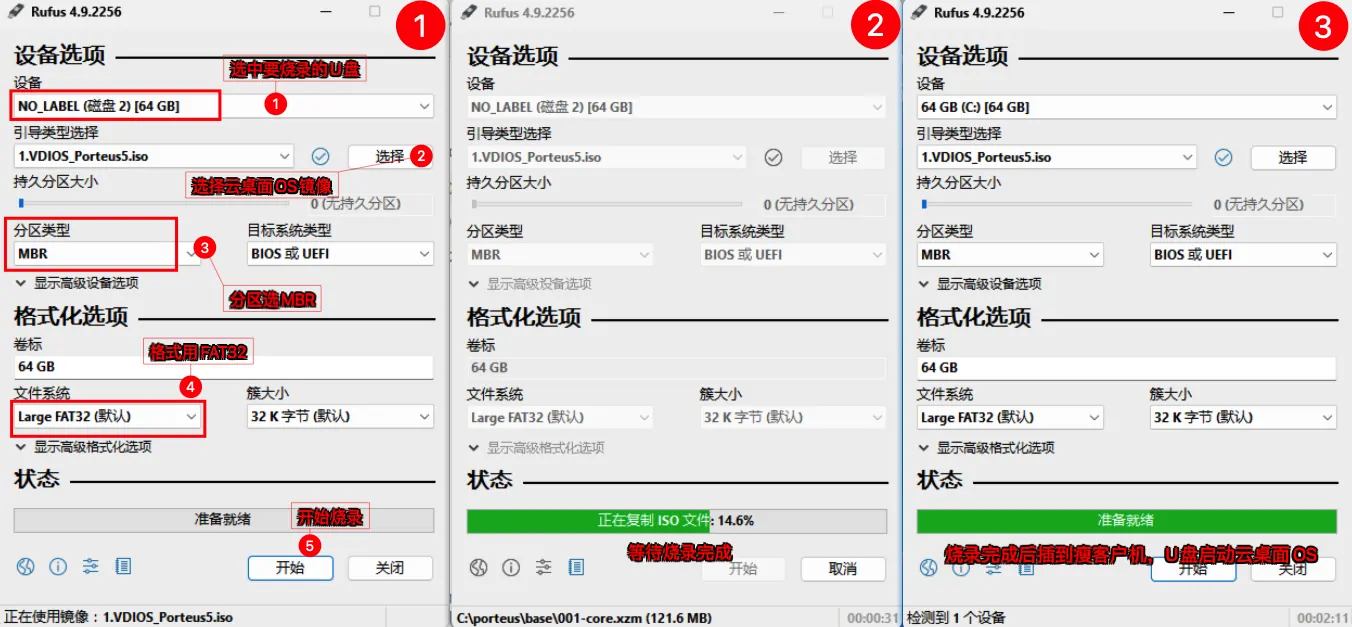 Rufus 4.9.2256
1
设备选项
选中要烧录的U盘
设备
1
NO_LABEL (磁盘 2) [64 GB]
引导类型选择
1.VDIOS_Porteus5.iso
选择
2
持久分区大小
选择云桌面OS镜像
0 (无持久分区)
分区类型
目标系统类型
MBR
3
BIOS 或 UEFI
显示高级设备选项
分区选MBR
格式化选项
卷标
格式用FAT32
64 GB
4
文件系统
簇大小
Large FAT32 (默认)
32 K 字节 (默认)
显示高级格式化选项
状态
准备就绪
开始烧录
5
开始
关闭
正在使用镜像：1.VDIOS_Porteus5.iso
Rufus 4.9.2256
2
设备选项
设备
NO_LABEL (磁盘 2) [64 GB]
引导类型选择
1.VDIOS_Porteus5.iso
选择
持久分区大小
0 (无持久分区)
分区类型
目标系统类型
MBR
BIOS 或 UEFI
显示高级设备选项
格式化选项
卷标
64 GB
文件系统
簇大小
Large FAT32 (默认)
32 K 字节 (默认)
显示高级格式化选项
状态
正在复制 ISO 文件: 14.6%
等待烧录完成
开始
取消
C:\porteus\base\001-core.xzm (121.6 MB)
00:00:31
Rufus 4.9.2256
3
设备选项
设备
64 GB (C:) [64 GB]
引导类型选择
1.VDIOS_Porteus5.iso
选择
持久分区大小
0 (无持久分区)
分区类型
目标系统类型
MBR
BIOS 或 UEFI
显示高级设备选项
格式化选项
卷标
64 GB
文件系统
簇大小
Large FAT32 (默认)
32 K 字节 (默认)
显示高级格式化选项
状态
准备就绪
烧录完成后插到瘦客户机，U盘启动云桌面OS
开始
关闭
检测到 1 个设备
00:02:11